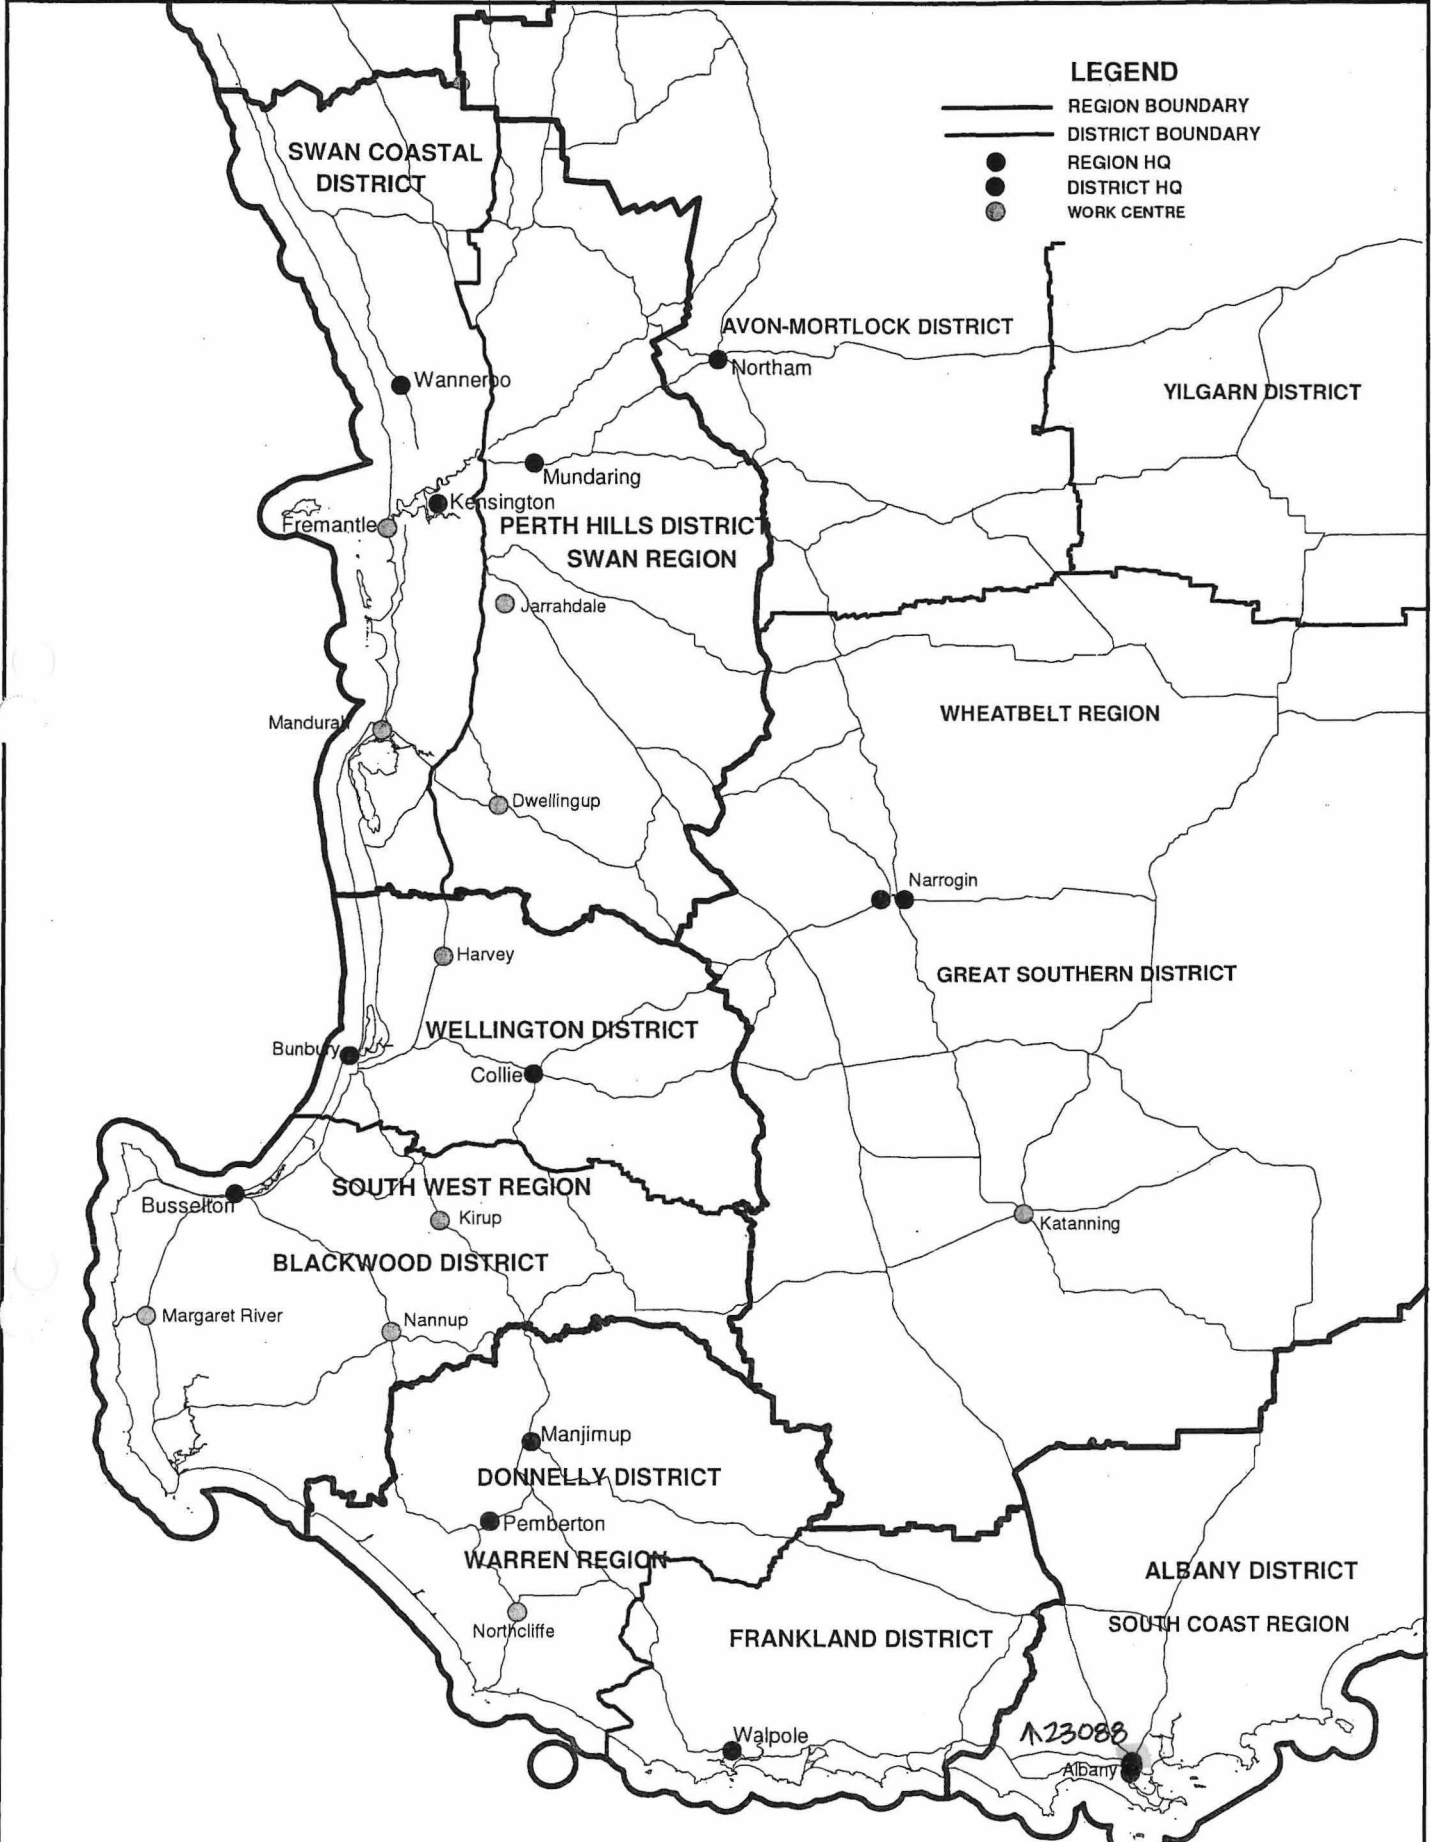 LEGEND
REGION BOUNDARY
DISTRICT BOUNDARY
REGION HQ
DISTRICT HQ
WORK CENTRE
SWAN COASTAL
DISTRICT
AVON-MORTLOCK DISTRICT
Northam
Wanneroo
YILGARN DISTRICT
Mundaring
Kensington
Fremantle
PERTH HILLS DISTRICT
SWAN REGION
Jarrahdale
Mandurah
WHEATBELT REGION
Dwellingup
Narrogin
Harvey
GREAT SOUTHERN DISTRICT
WELLINGTON DISTRICT
Bunbury
Collie
SOUTH WEST REGION
Busselton
Kirup
Katanning
BLACKWOOD DISTRICT
Margaret River
Nannup
Manjimup
DONNELLY DISTRICT
Pemberton
WARREN REGION
ALBANY DISTRICT
Northcliffe
SOUTH COAST REGION
FRANKLAND DISTRICT
Walpole
↑23088
Albany